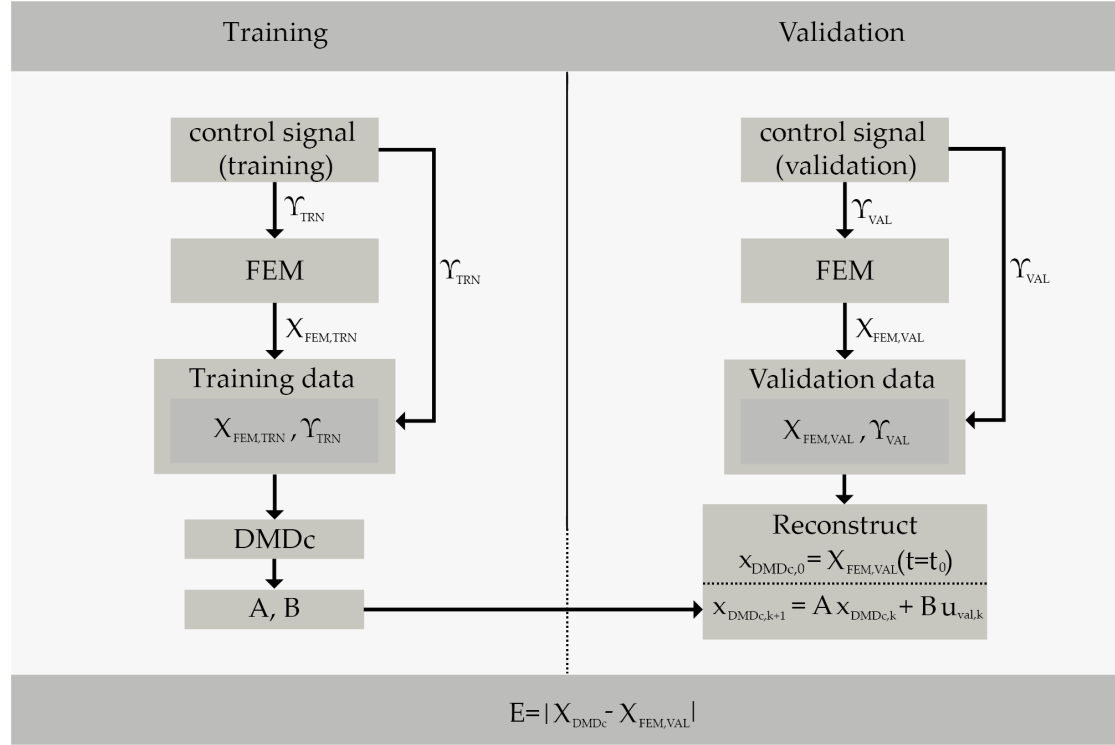 Training
Validation
control signal
(training)
ϒTRN
ϒTRN
FEM
XFEM,TRN
Training data
XFEM,TRN , ϒTRN
DMDc
A, B
control signal
(validation)
ϒVAL
ϒVAL
FEM
XFEM,VAL
Validation data
XFEM,VAL , ϒVAL
Reconstruct
xDMDc,0 = XFEM,VAL(t=t0)
xDMDc,k+1 = A xDMDc,k + B uval,k
E=| XDMDc - XFEM,VAL|